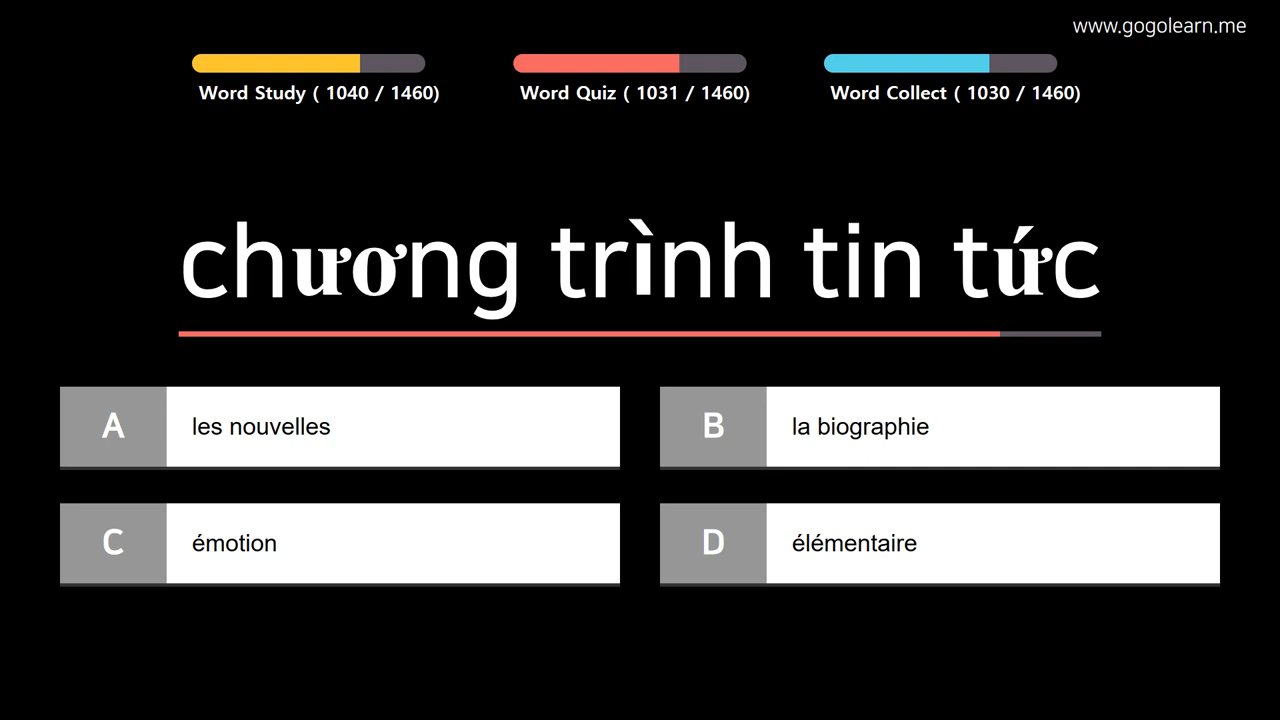 www.gogolearn.me
Word Study ( 1040 / 1460)
Word Quiz ( 1031 / 1460)
Word Collect ( 1030 / 1460)
chương trình tin tức
A les nouvelles
B la biographie
C émotion
D élémentaire